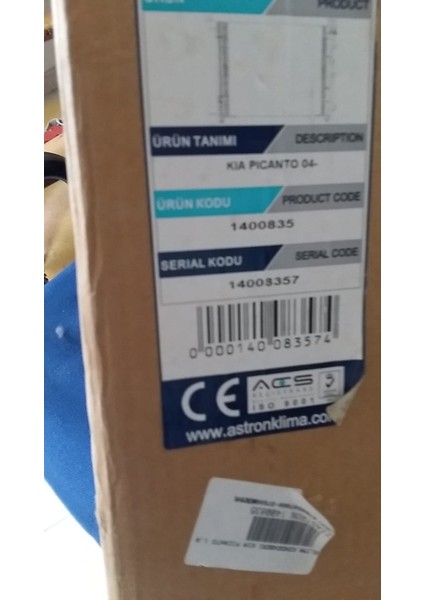 ÜRÜN PRODUCT
ÜRÜN TANIMI DESCRIPTION
KIA PICANTO 04-
ÜRÜN KODU PRODUCT CODE
1400835
SERIAL KODU SERIAL CODE
14008357
0 000140 083574
CE ACS
ISO 9001
www.astronklima.co